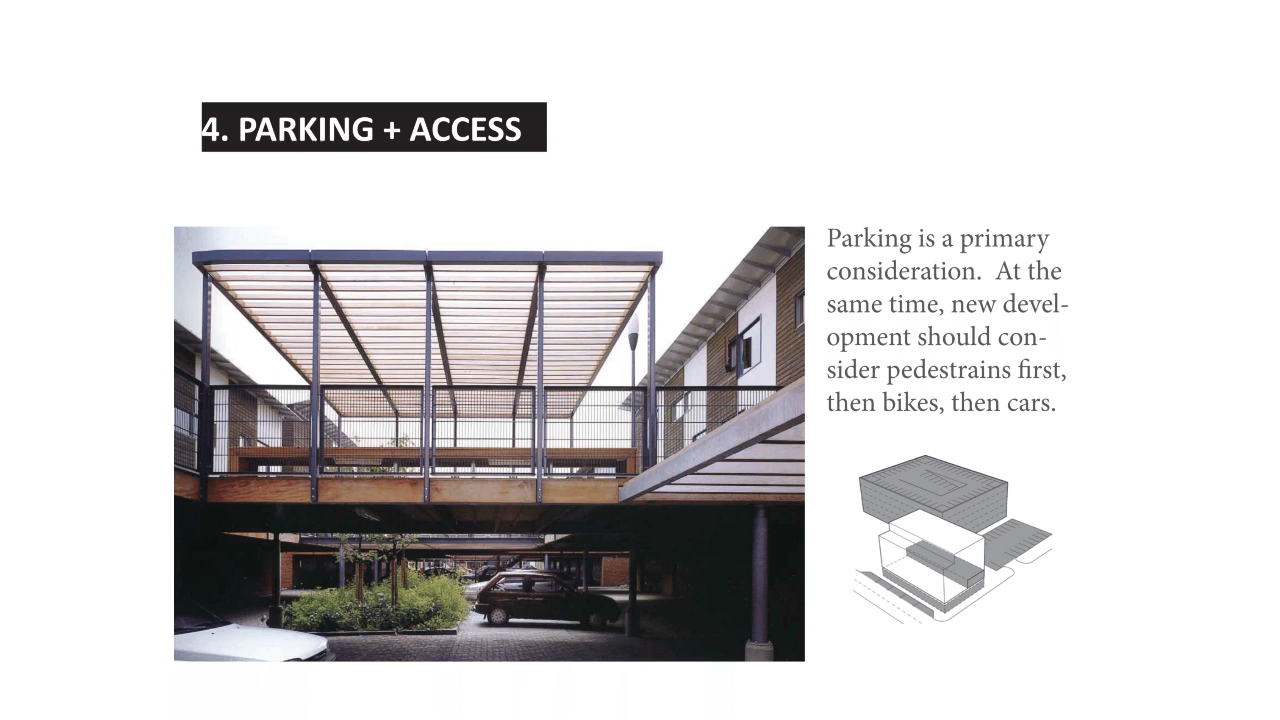 4. PARKING + ACCESS
Parking is a primary
consideration.  At the
same time, new devel-
opment should con-
sider pedestrains first,
then bikes, then cars.